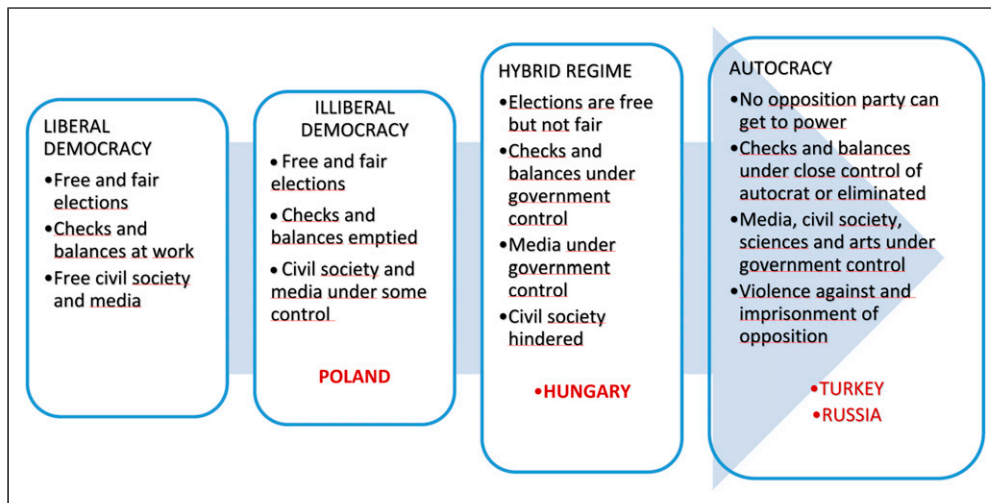 LIBERAL
DEMOCRACY
•Free and fair
elections
•Checks and
balances at work
•Free civil society
and media
ILLIBERAL
DEMOCRACY
• Free and fair
elections
• Checks and
balances emptied
• Civil society and
media under some
control
POLAND
HYBRID REGIME
•Elections are free
but not fair
•Checks and
balances under
government
control
•Media under
government
control
•Civil society
hindered
•HUNGARY
AUTOCRACY
•No opposition party can
get to power
•Checks and balances
under close control of
autocrat or eliminated
•Media, civil society,
sciences and arts under
government control
•Violence against and
imprisonment of
opposition
•TURKEY
•RUSSIA